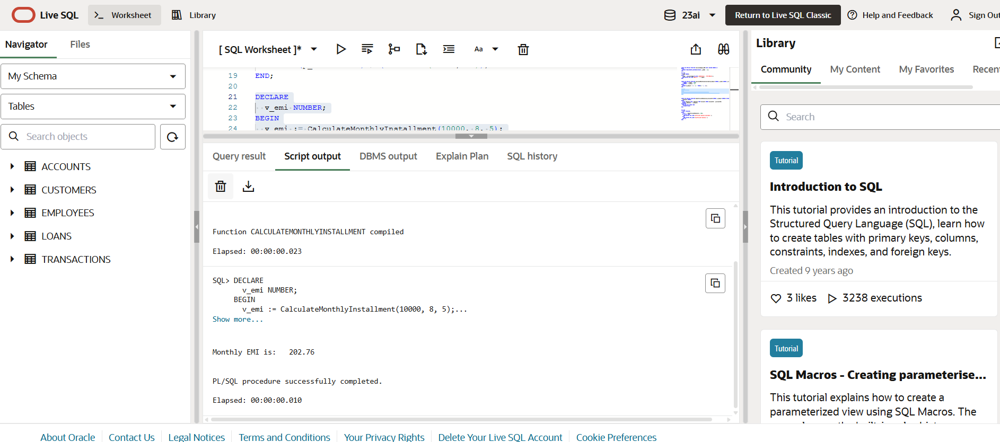 Live SQL
Worksheet
Library
23ai
Return to Live SQL Classic
Help and Feedback
Navigator
Files
My Schema
Tables
Search objects
ACCOUNTS
CUSTOMERS
EMPLOYEES
LOANS
TRANSACTIONS
[ SQL Worksheet ]*
Aa
19 END;
20
21 DECLARE
22 v_emi NUMBER;
23 BEGIN
24 v_emi := CalculateMonthlyInstallment(10000, 8, 5);
Query result
Script output
DBMS output
Explain Plan
SQL history
Function CALCULATEMONTHLYINSTALLMENT compiled
Elapsed: 00:00:00.023
SQL> DECLARE
v_emi NUMBER;
BEGIN
v_emi := CalculateMonthlyInstallment(10000, 8, 5);...
Show more...
Monthly EMI is: 202.76
PL/SQL procedure successfully completed.
Elapsed: 00:00:00.010
Library
Community
My Content
My Favorites
Recen
Search
Tutorial
Introduction to SQL
This tutorial provides an introduction to the
Structured Query Language (SQL), learn how
to create tables with primary keys, columns,
constraints, indexes, and foreign keys.
Created 9 years ago
3 likes
3238 executions
Tutorial
SQL Macros - Creating parameterise...
This tutorial explains how to create a
parameterized view using SQL Macros. The
About Oracle
Contact Us
Legal Notices
Terms and Conditions
Your Privacy Rights
Delete Your Live SQL Account
Cookie Preferences
Sign Ou